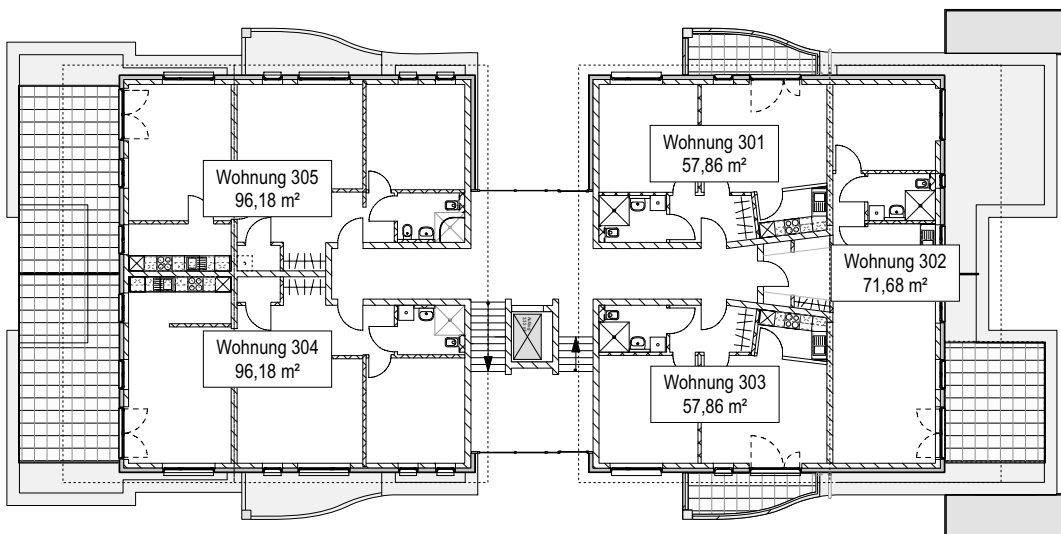 Wohnung 301
57,86 m²
Wohnung 305
96,18 m²
Wohnung 302
71,68 m²
Wohnung 304
96,18 m²
Wohnung 303
57,86 m²